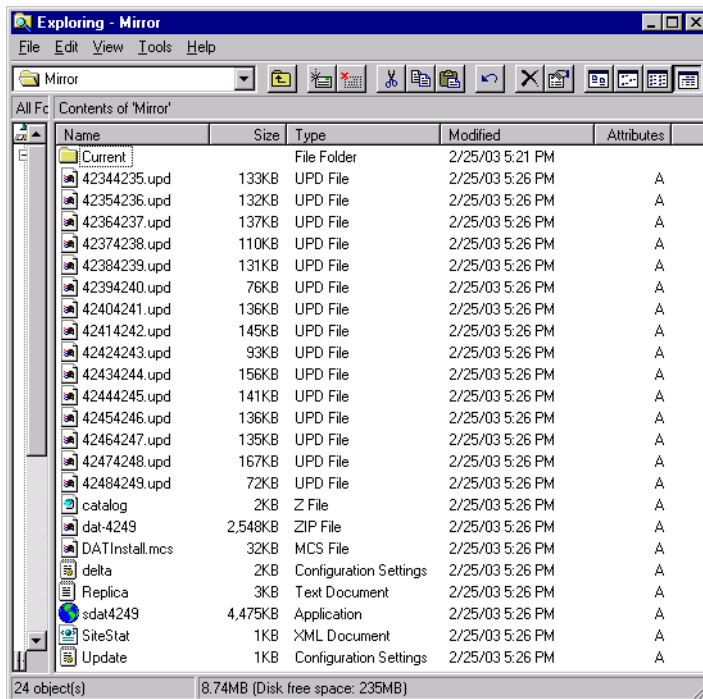 Exploring - Mirror
File Edit View Tools Help
Mirror
All Fc Contents of 'Mirror'
Name Size Type Modified Attributes
Current File Folder 2/25/03 5:21 PM
42344235.upd 133KB UPD File 2/25/03 5:26 PM A
42354236.upd 132KB UPD File 2/25/03 5:26 PM A
42364237.upd 137KB UPD File 2/25/03 5:26 PM A
42374238.upd 110KB UPD File 2/25/03 5:26 PM A
42384239.upd 131KB UPD File 2/25/03 5:26 PM A
42394240.upd 76KB UPD File 2/25/03 5:26 PM A
42404241.upd 136KB UPD File 2/25/03 5:26 PM A
42414242.upd 145KB UPD File 2/25/03 5:26 PM A
42424243.upd 93KB UPD File 2/25/03 5:26 PM A
42434244.upd 156KB UPD File 2/25/03 5:26 PM A
42444245.upd 141KB UPD File 2/25/03 5:26 PM A
42454246.upd 136KB UPD File 2/25/03 5:26 PM A
42464247.upd 135KB UPD File 2/25/03 5:26 PM A
42474248.upd 167KB UPD File 2/25/03 5:26 PM A
42484249.upd 72KB UPD File 2/25/03 5:26 PM A
catalog 2KB Z File 2/25/03 5:26 PM A
dat-4249 2,548KB ZIP File 2/25/03 5:26 PM A
DATInstall.mcs 32KB MCS File 2/25/03 5:26 PM A
delta 2KB Configuration Settings 2/25/03 5:26 PM A
Replica 3KB Text Document 2/25/03 5:26 PM A
sdat4249 4,475KB Application 2/25/03 5:26 PM A
SiteStat 1KB XML Document 2/25/03 5:26 PM A
Update 1KB Configuration Settings 2/25/03 5:26 PM A
24 object(s) 8.74MB (Disk free space: 235MB)